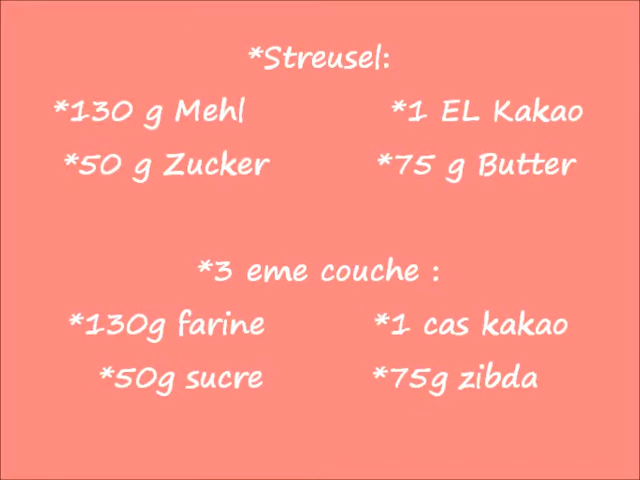 *Streusel:
*130 g Mehl *1 EL Kakao
*50 g Zucker *75 g Butter
*3 eme couche :
*130g farine *1 cas kakao
*50g sucre *75g zibda